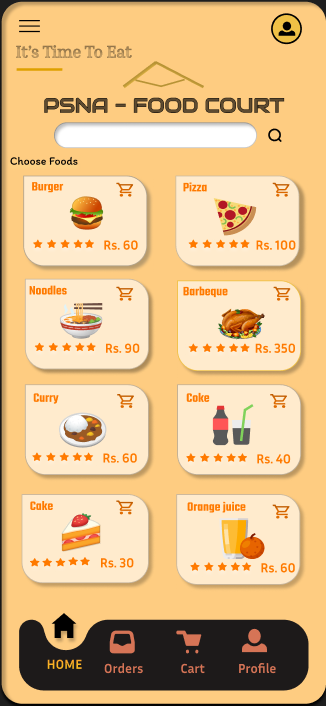 It's Time To Eat
PSNA - FOOD COURT
Choose Foods
Burger
Rs. 60
Pizza
Rs. 100
Noodles
Rs. 90
Barbeque
Rs. 350
Curry
Rs. 60
Coke
Rs. 40
Cake
Rs. 30
Orange juice
Rs. 60
HOME
Orders
Cart
Profile